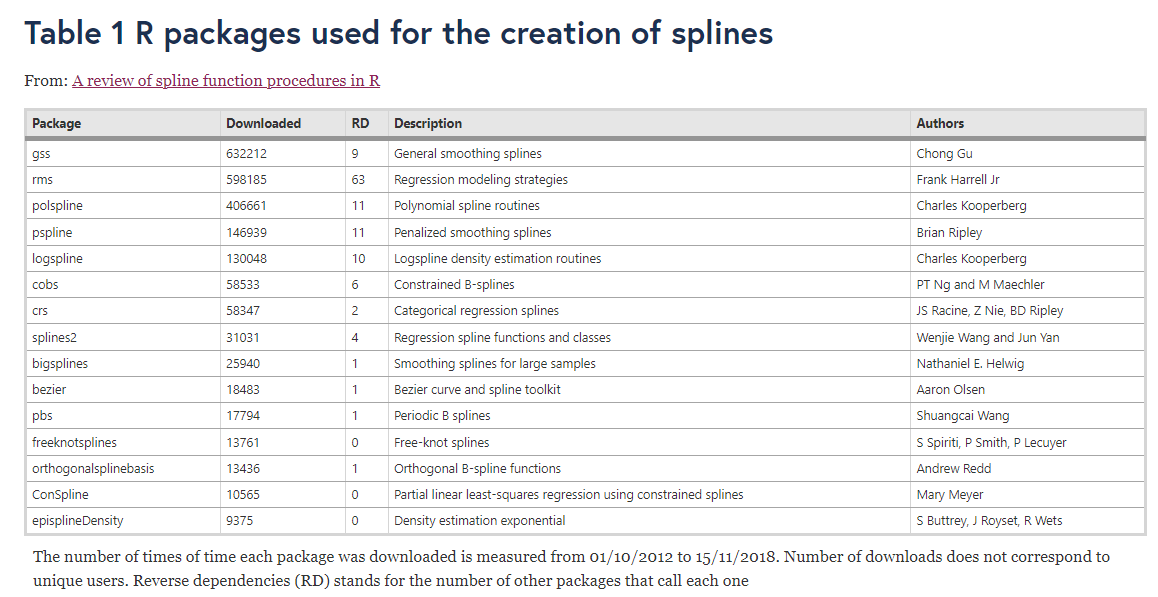 Table 1 R packages used for the creation of splines
From: A review of spline function procedures in R
Package Downloaded RD Description Authors
gss 632212 9 General smoothing splines Chong Gu
rms 598185 63 Regression modeling strategies Frank Harrell Jr
polspline 406661 11 Polynomial spline routines Charles Kooperberg
pspline 146939 11 Penalized smoothing splines Brian Ripley
logspline 130048 10 Logspline density estimation routines Charles Kooperberg
cobs 58533 6 Constrained B-splines PT Ng and M Maechler
crs 58347 2 Categorical regression splines JS Racine, Z Nie, BD Ripley
splines2 31031 4 Regression spline functions and classes Wenjie Wang and Jun Yan
bigsplines 25940 1 Smoothing splines for large samples Nathaniel E. Helwig
bezier 18483 1 Bezier curve and spline toolkit Aaron Olsen
pbs 17794 1 Periodic B splines Shuangcai Wang
freeknotsplines 13761 0 Free-knot splines S Spiriti, P Smith, P Lecuyer
orthogonalsplinebasis 13436 1 Orthogonal B-spline functions Andrew Redd
ConSpline 10565 0 Partial linear least-squares regression using constrained splines Mary Meyer
episplineDensity 9375 0 Density estimation exponential S Buttrey, J Royset, R Wets
The number of times of time each package was downloaded is measured from 01/10/2012 to 15/11/2018. Number of downloads does not correspond to
unique users. Reverse dependencies (RD) stands for the number of other packages that call each one